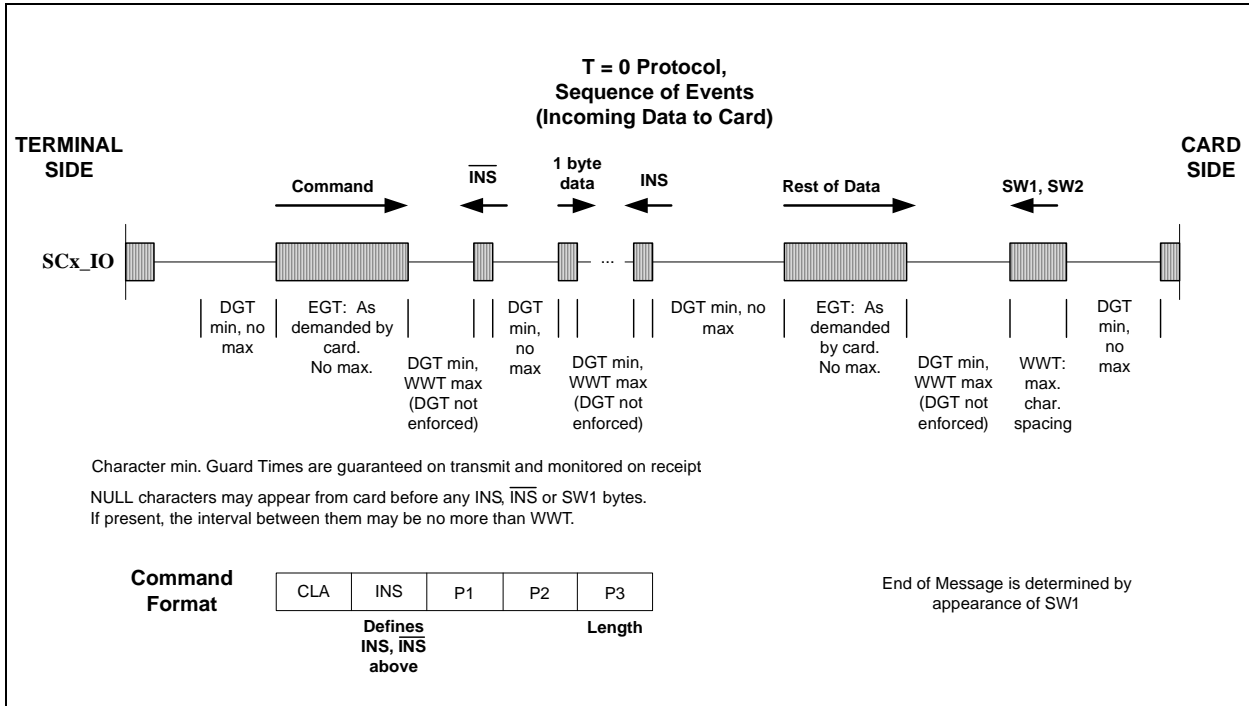 T = 0 Protocol,
Sequence of Events
(Incoming Data to Card)
TERMINAL
SIDE
CARD
SIDE
Command
I̅N̅S̅
1 byte
data
INS
Rest of Data
SW1, SW2
SCx_IO
...
DGT
min, no
max
EGT: As
demanded by
card.
No max.
DGT min,
WWT max
(DGT not
enforced)
DGT
min,
no
max
DGT min,
WWT max
(DGT not
enforced)
DGT min, no
max
EGT: As
demanded
by card.
No max.
DGT min,
WWT max
(DGT not
enforced)
WWT:
max.
char.
spacing
DGT
min,
no
max
Character min. Guard Times are guaranteed on transmit and monitored on receipt
NULL characters may appear from card before any INS, I̅N̅S̅ or SW1 bytes.
If present, the interval between them may be no more than WWT.
Command
Format
CLA INS P1 P2 P3
Defines
INS, I̅N̅S̅
above
Length
End of Message is determined by
appearance of SW1